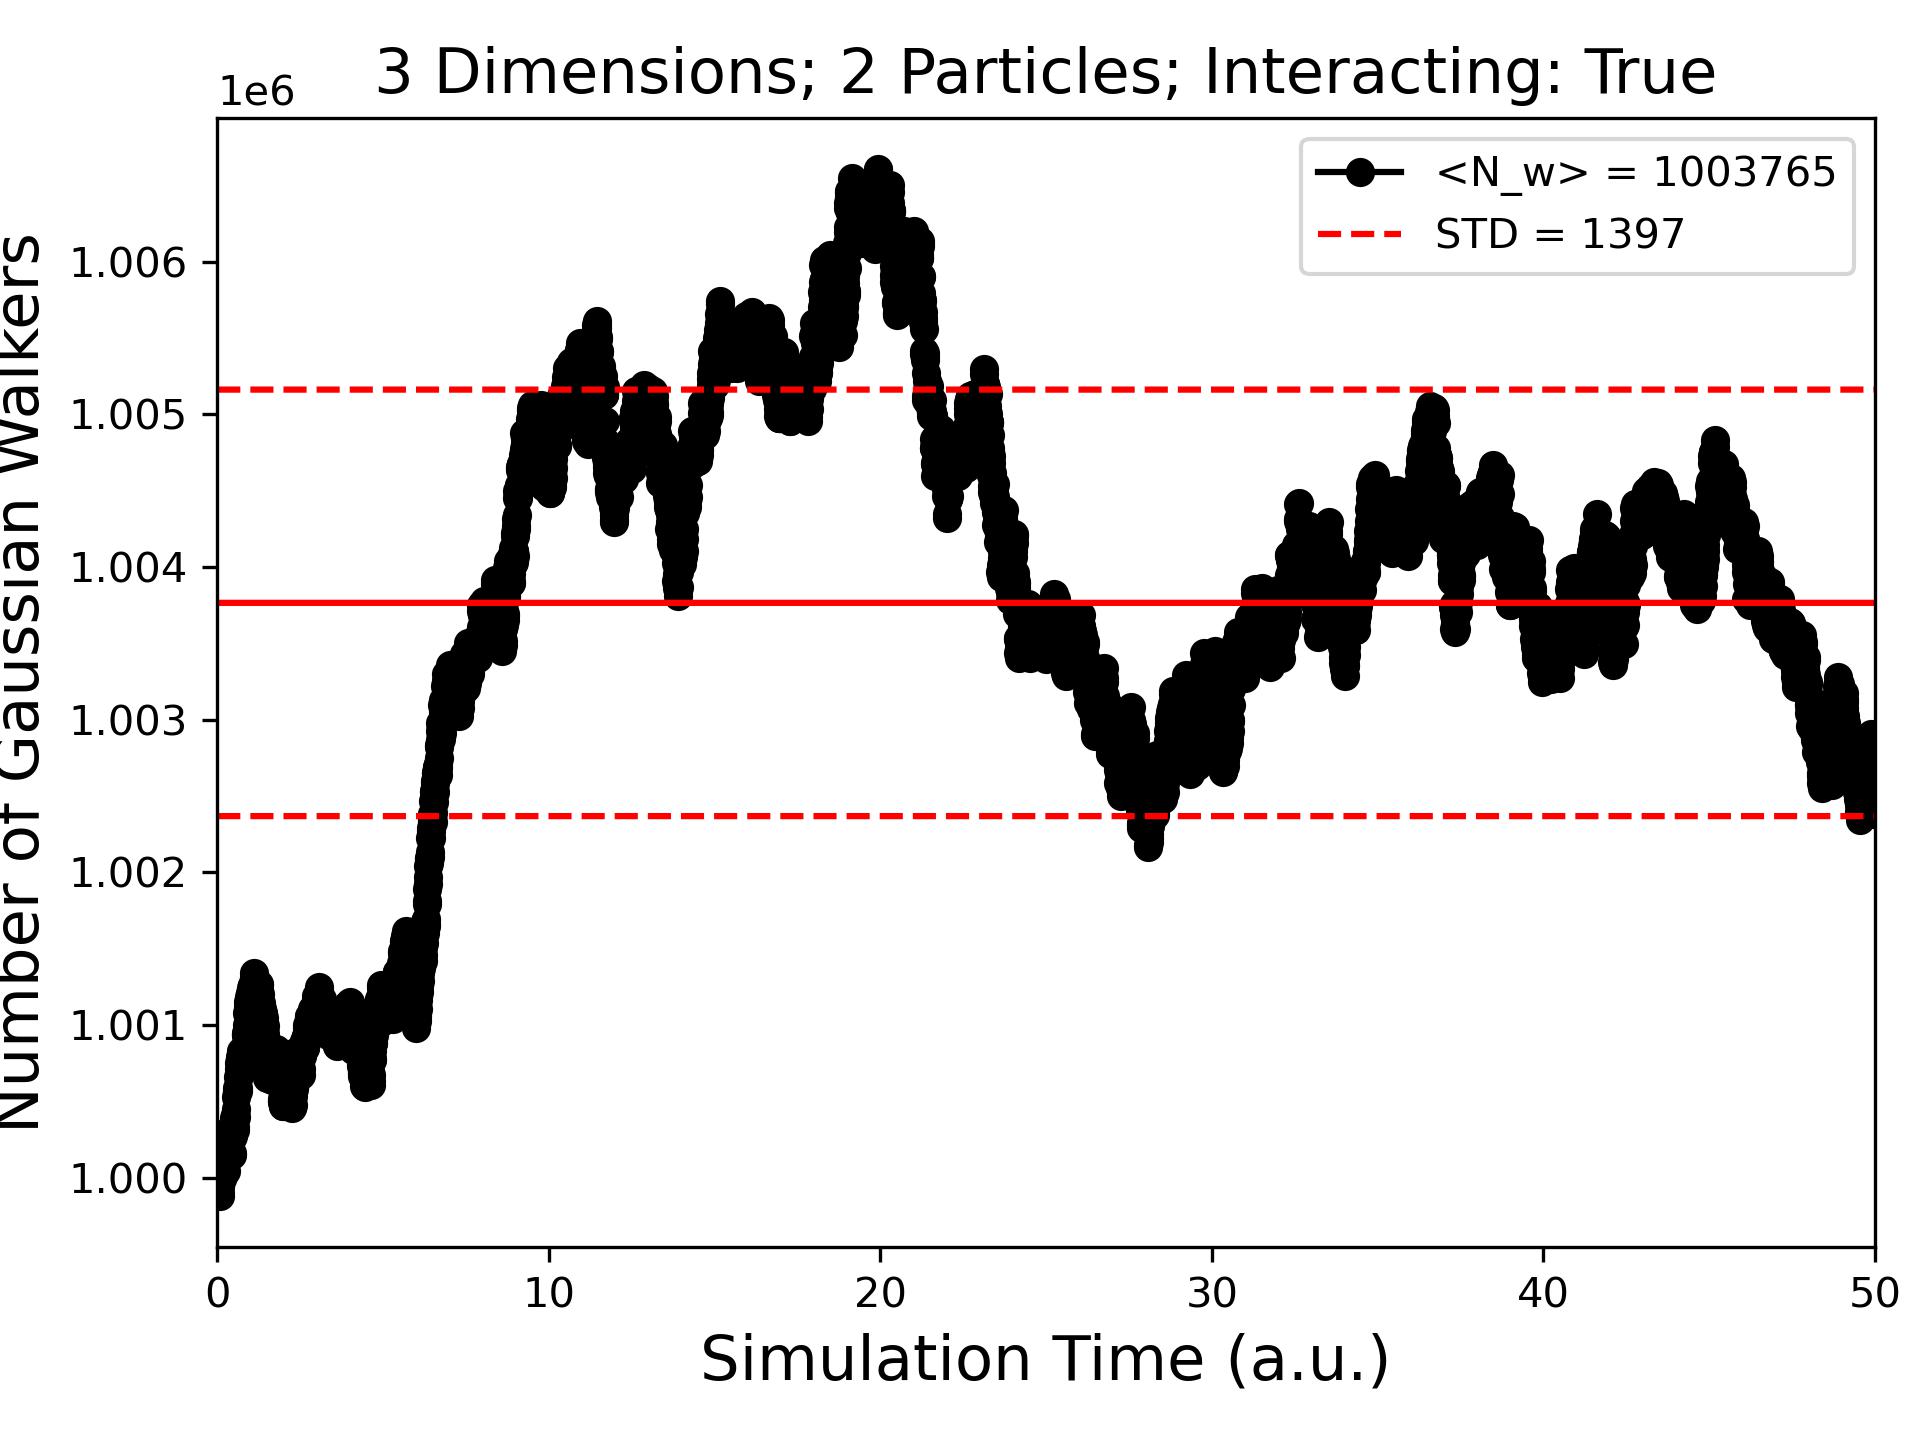 3 Dimensions; 2 Particles; Interacting: True
1e6
<N_w> = 1003765
STD = 1397
Number of Gaussian Walkers
1.006
1.005
1.004
1.003
1.002
1.001
1.000
0 10 20 30 40 50
Simulation Time (a.u.)